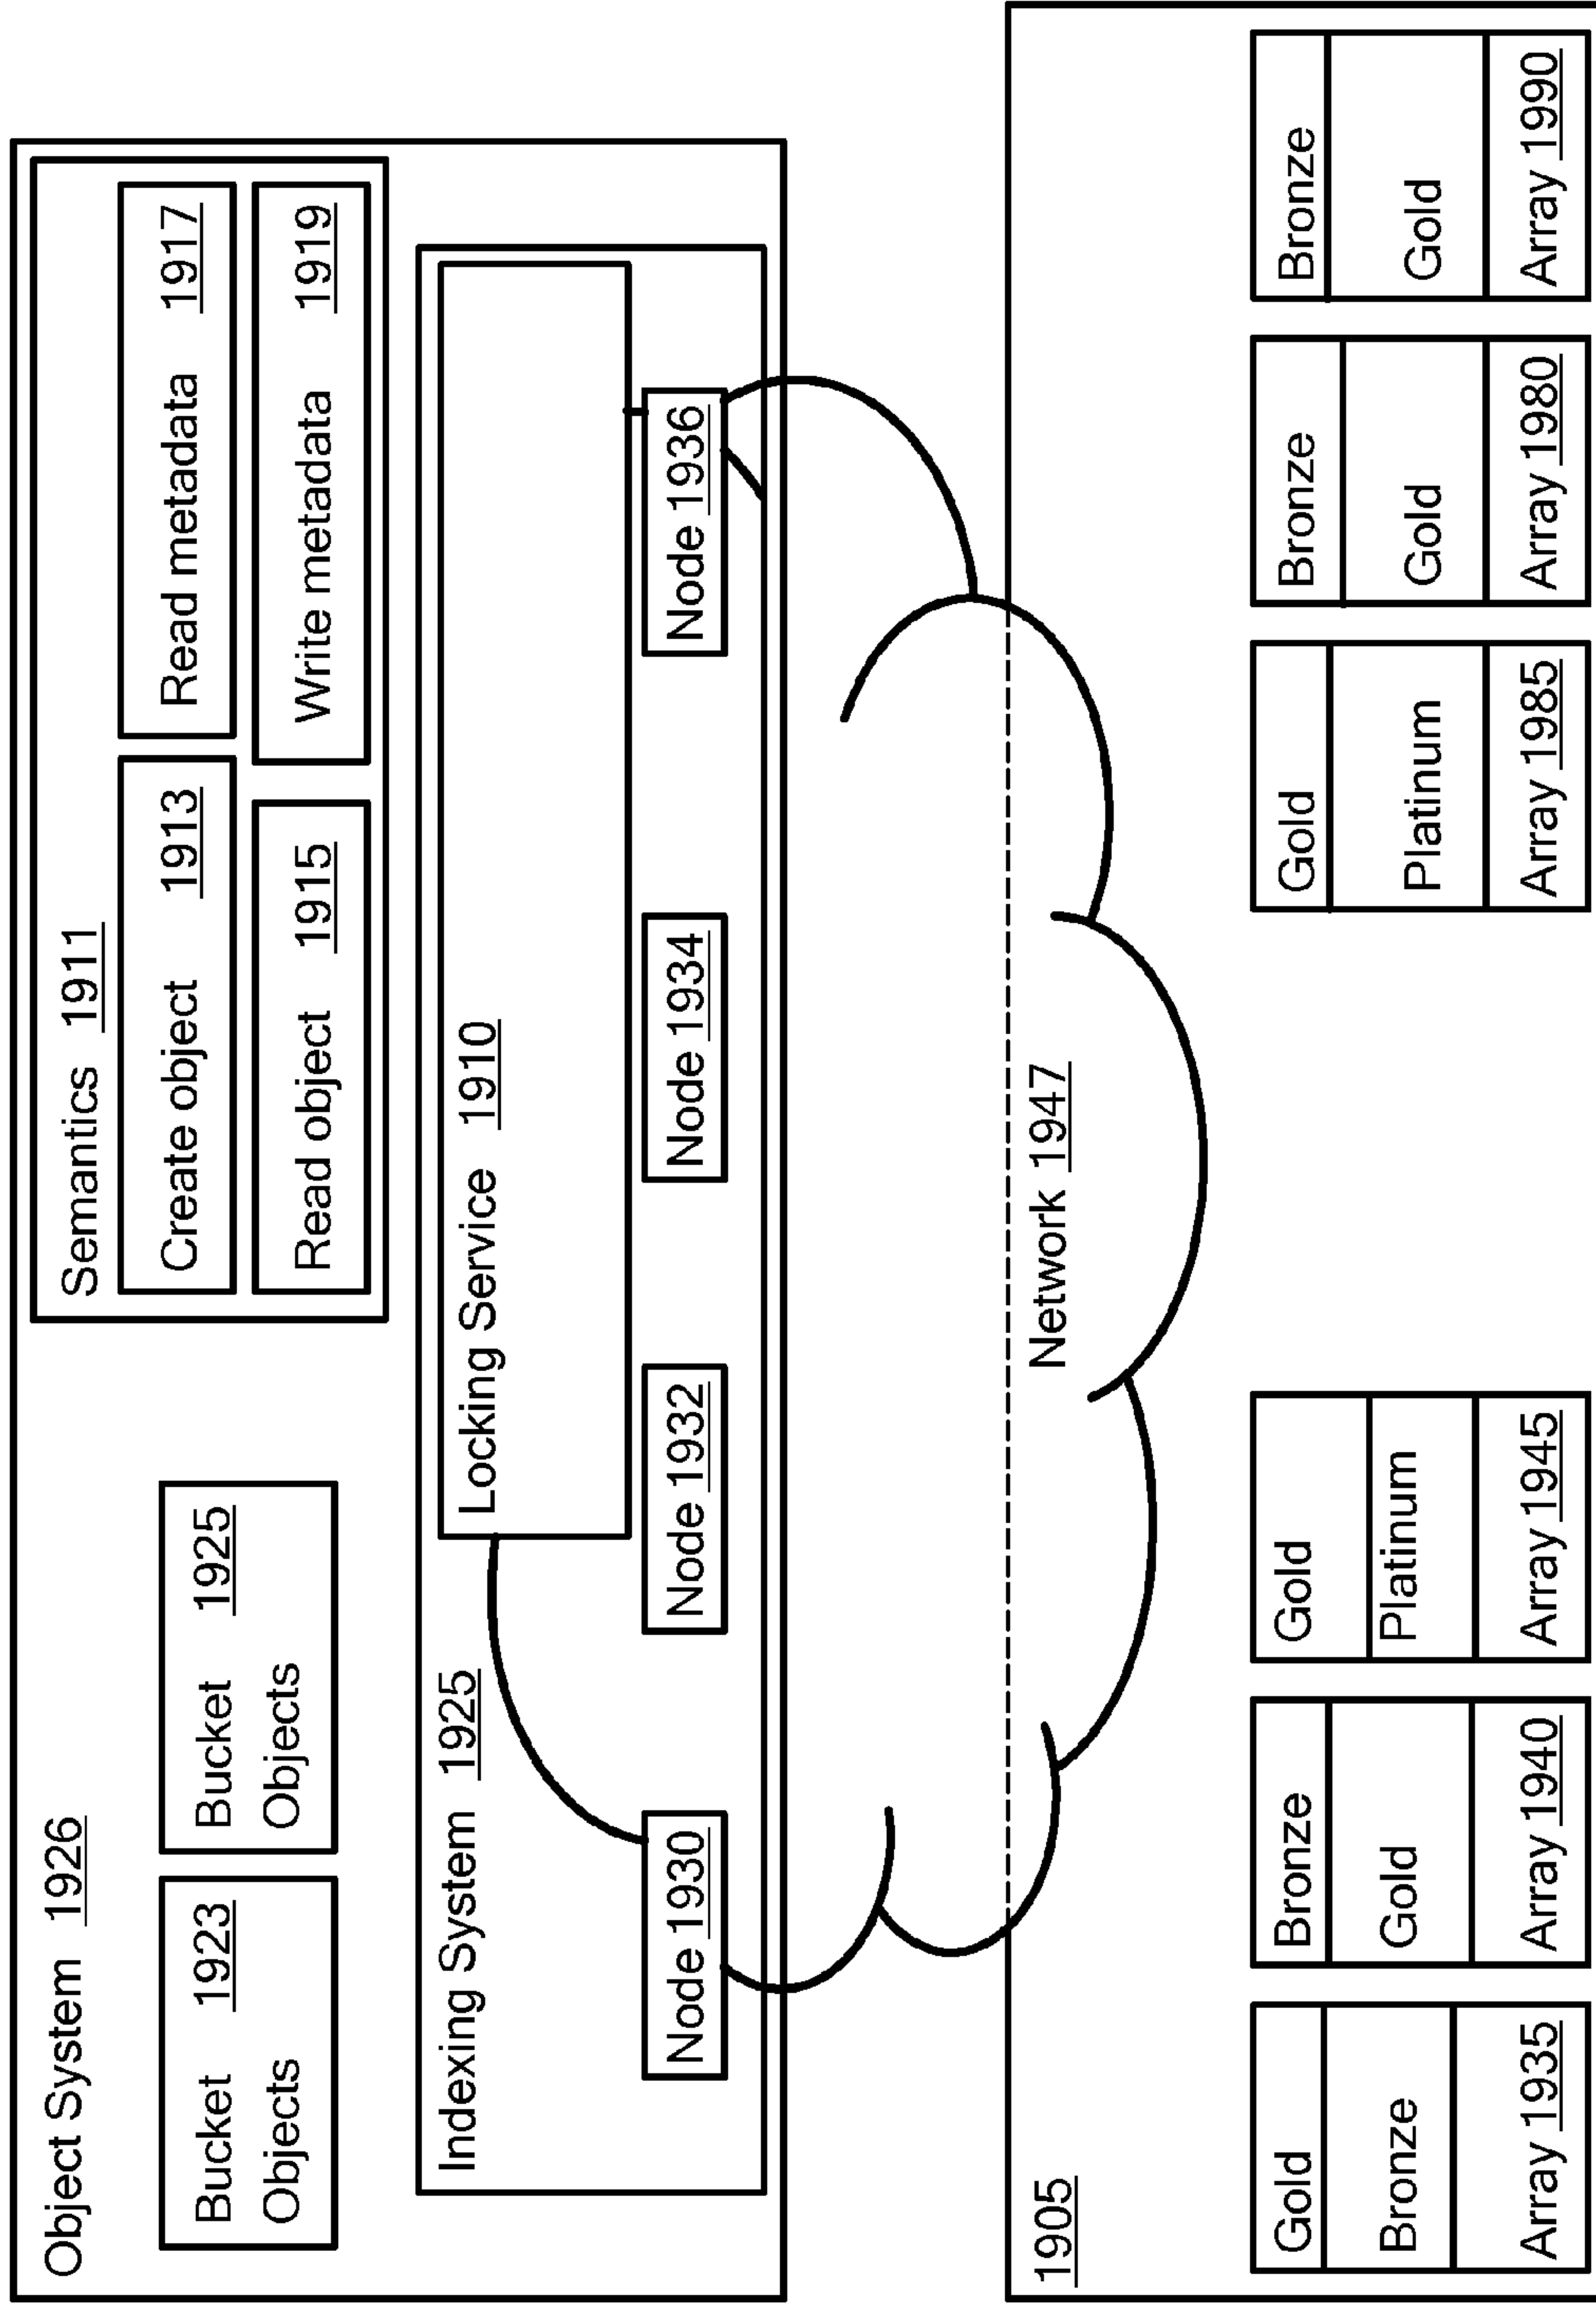 Object System 1926
Bucket 1923
Objects
Bucket 1925
Objects
Semantics 1911
Create object 1913
Read metadata 1917
Read object 1915
Write metadata 1919
Indexing System 1925
Locking Service 1910
Node 1930
Node 1932
Node 1934
Node 1936
Network 1947
1905
Gold
Bronze
Array 1935
Bronze
Gold
Array 1940
Gold
Platinum
Array 1945
Gold
Platinum
Array 1985
Bronze
Gold
Array 1980
Bronze
Gold
Array 1990